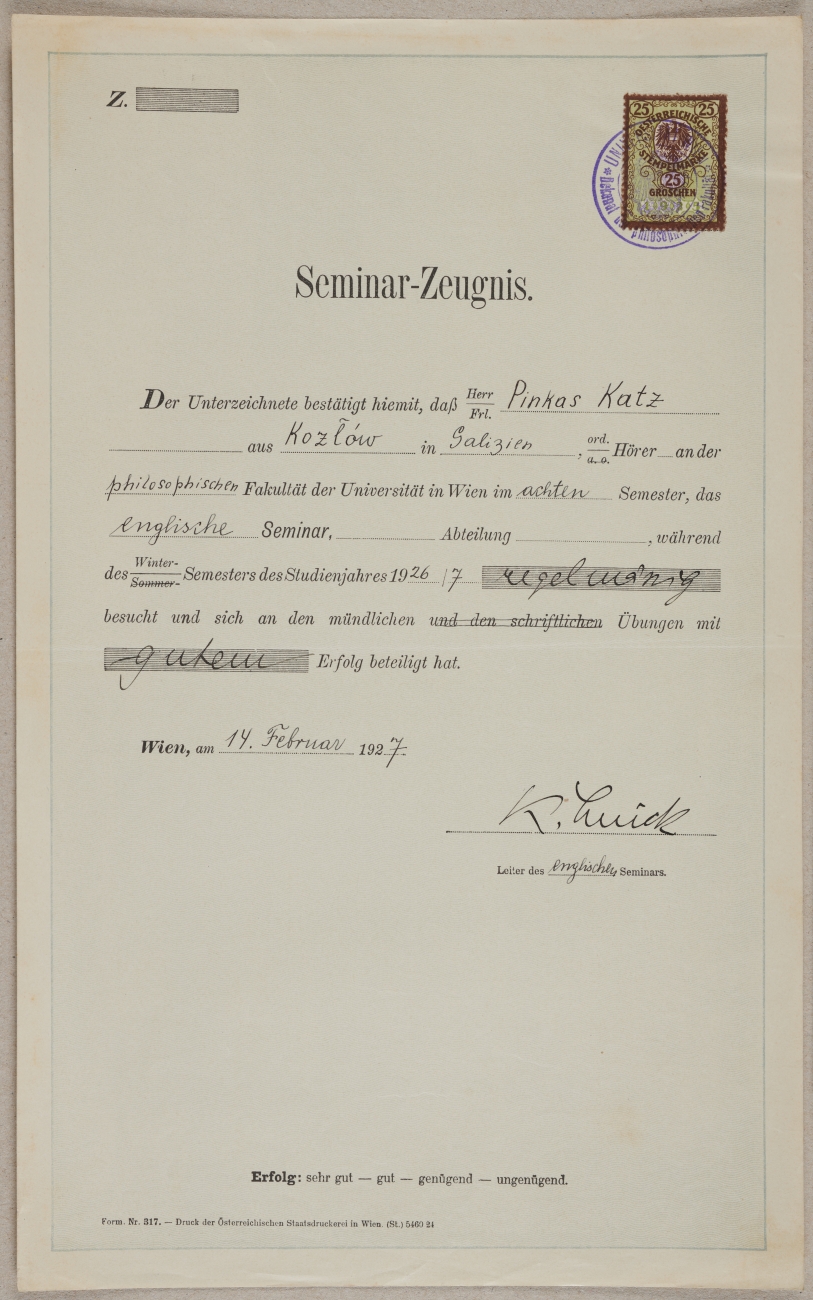 Z.
25 25
OESTERREICHISCHE
STEMPELMARKE
25
GROSCHEN
Seminar-Zeugnis.
Der Unterzeichnete bestätigt hiemit, daß Herr Frl. Pinkas Katz
aus Kozłów in Galizien, ord. a. o. Hörer an der
philosophischen Fakultät der Universität in Wien im achten Semester, das
englische Seminar, Abteilung , während
des Winter- Sommer- Semesters des Studienjahres 1926/7 regelmäßig
besucht und sich an den mündlichen und den schriftlichen Übungen mit
gutem Erfolg beteiligt hat.
Wien, am 14. Februar 1927
K. Luick
Leiter des englischen Seminars.
Erfolg: sehr gut — gut — genügend — ungenügend.
Form. Nr. 317. — Druck der Österreichischen Staatsdruckerei in Wien. (St.) 5460 24